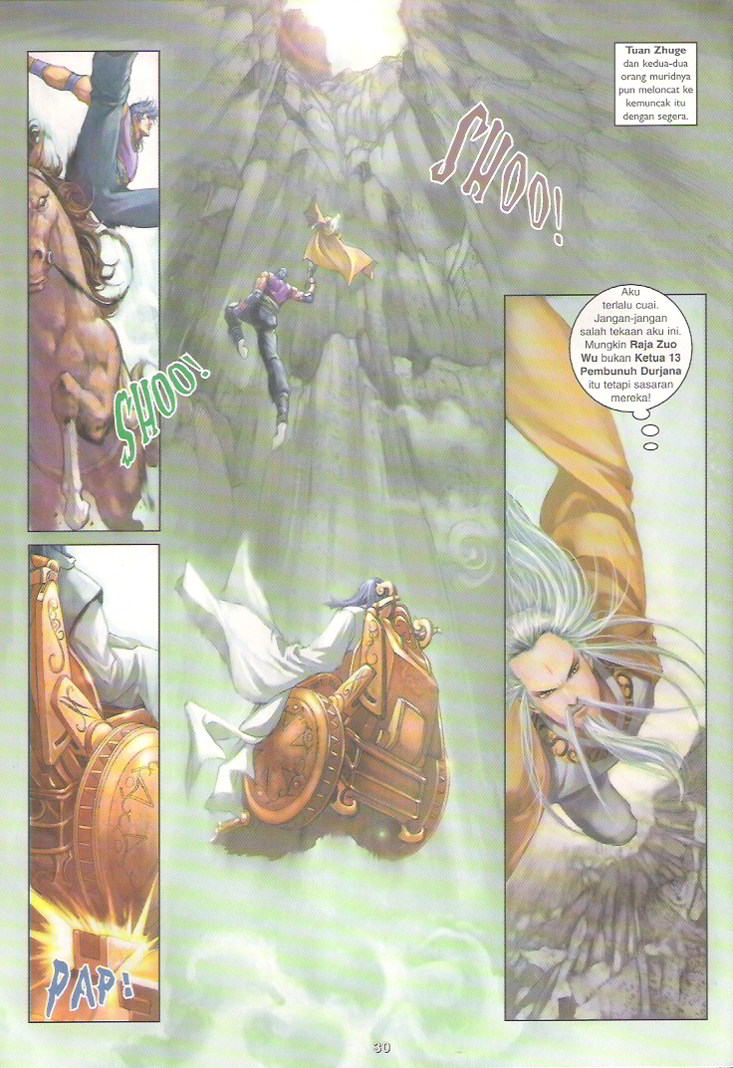 Tuan Zhuge
dan kedua-dua
orang muridnya
pun meloncat ke
kemuncak itu
dengan segera.
SHOO!
SHOO!
Aku
terlalu cuai.
Jangan-jangan
salah tekaan aku ini.
Mungkin Raja Zuo
Wu bukan Ketua 13
Pembunuh Durjana
itu tetapi sasaran
mereka!
PAP!
30